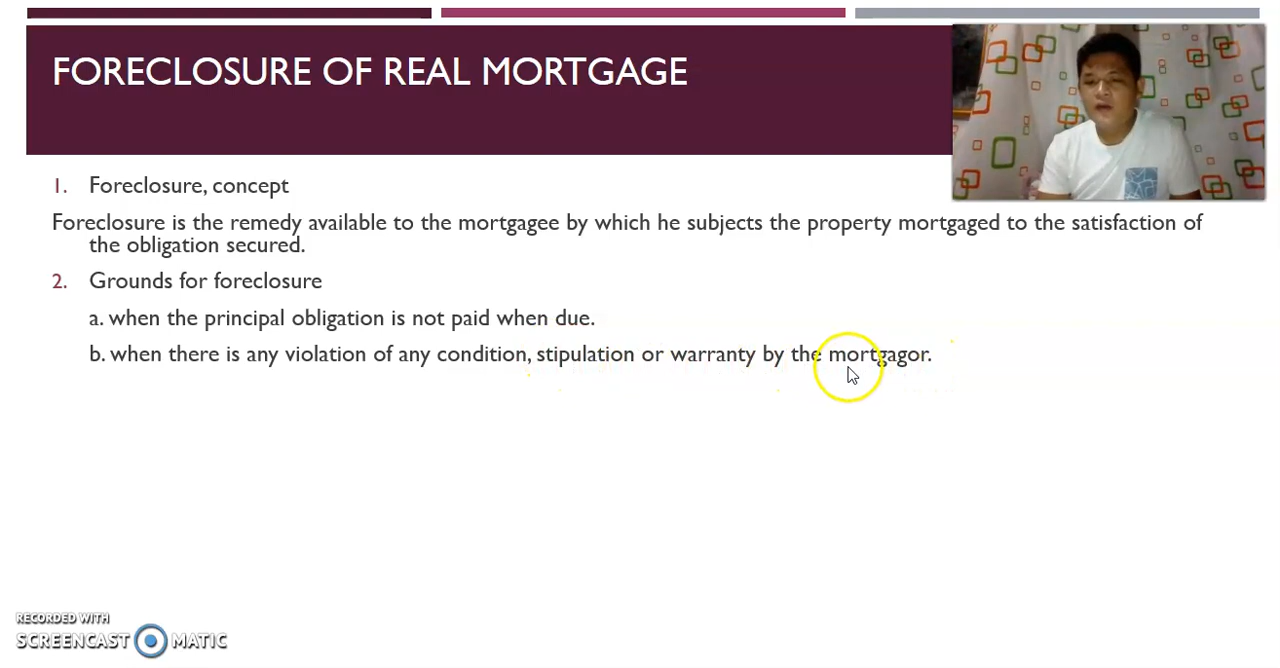 FORECLOSURE OF REAL MORTGAGE
1. Foreclosure, concept
Foreclosure is the remedy available to the mortgagee by which he subjects the property mortgaged to the satisfaction of
the obligation secured.
2. Grounds for foreclosure
a. when the principal obligation is not paid when due.
b. when there is any violation of any condition, stipulation or warranty by the mortgagor.
RECORDED WITH
SCREENCAST MATIC